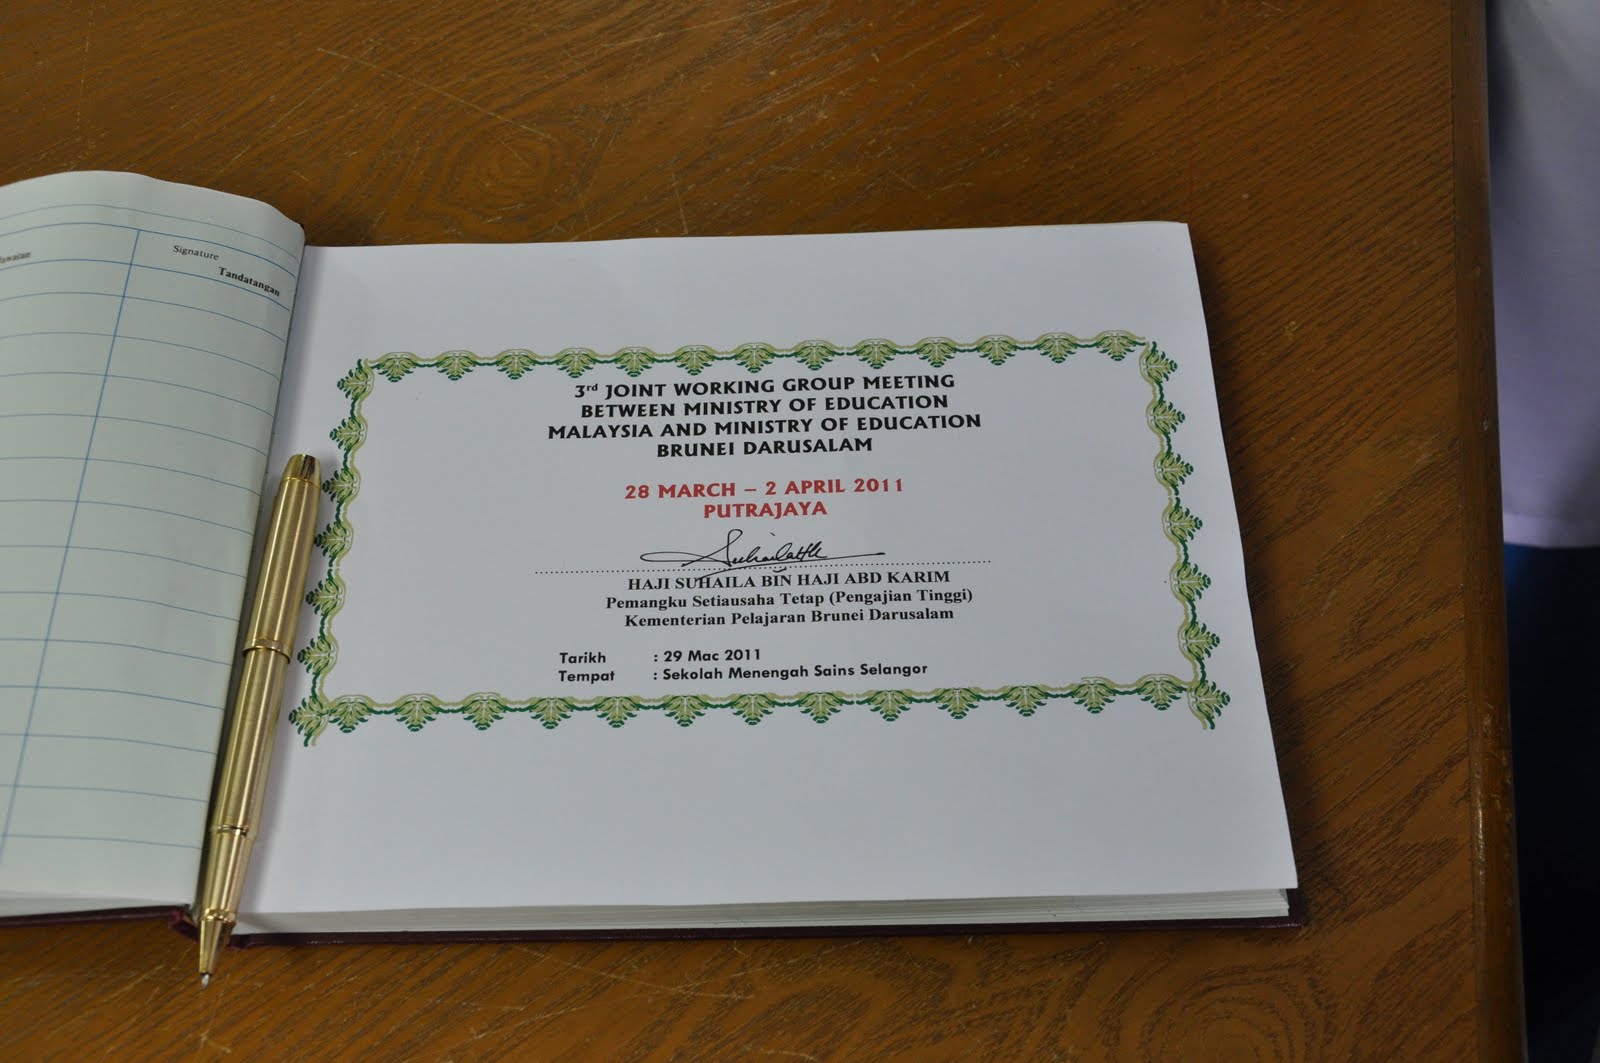 Signature
Tandatangan
3rd JOINT WORKING GROUP MEETING
BETWEEN MINISTRY OF EDUCATION
MALAYSIA AND MINISTRY OF EDUCATION
BRUNEI DARUSALAM
28 MARCH – 2 APRIL 2011
PUTRAJAYA
HAJI SUHAILA BIN HAJI ABD KARIM
Pemangku Setiausaha Tetap (Pengajian Tinggi)
Kementerian Pelajaran Brunei Darusalam
Tarikh : 29 Mac 2011
Tempat : Sekolah Menengah Sains Selangor